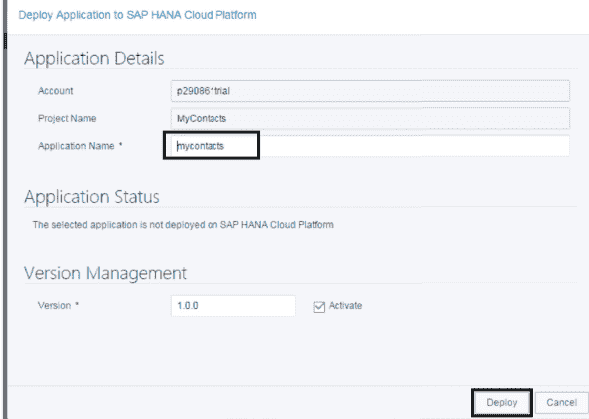 Deploy Application to SAP HANA Cloud Platform
Application Details
Account p29086*trial
Project Name MyContacts
Application Name * mycontacts
Application Status
The selected application is not deployed on SAP HANA Cloud Platform
Version Management
Version * 1.0.0 Activate
Deploy Cancel